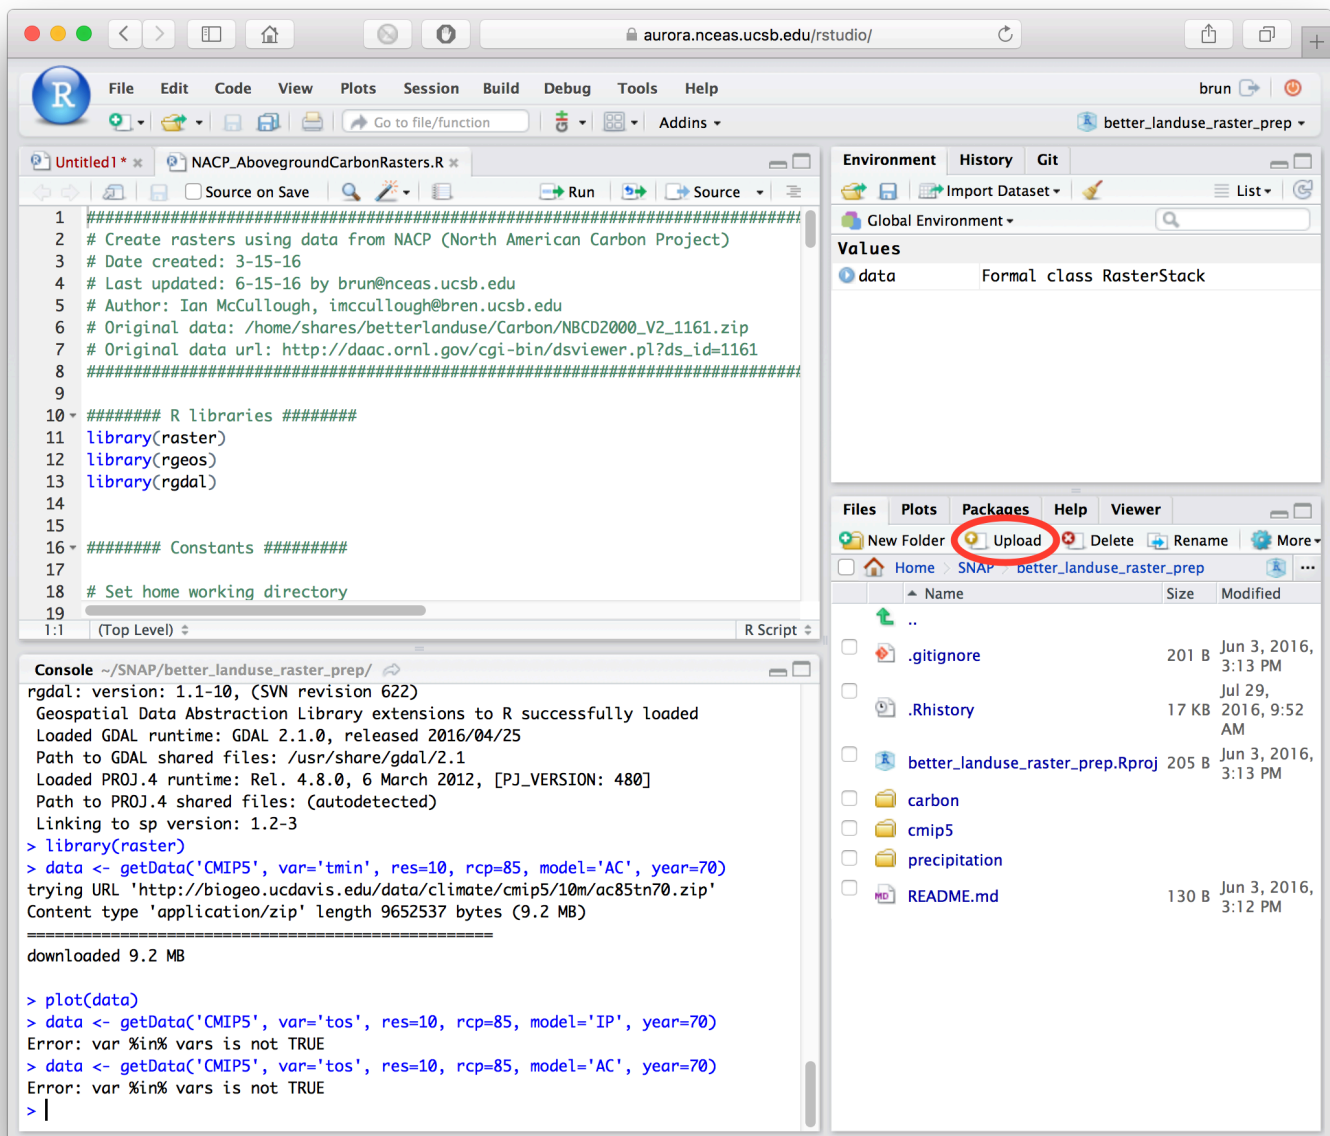 aurora.nceas.ucsb.edu/rstudio/
R File Edit Code View Plots Session Build Debug Tools Help brun
Go to file/function Addins better_landuse_raster_prep
Untitled1* NACP_AbovegroundCarbonRasters.R
Source on Save Run Source
1 #############################################################################
2 # Create rasters using data from NACP (North American Carbon Project)
3 # Date created: 3-15-16
4 # Last updated: 6-15-16 by brun@nceas.ucsb.edu
5 # Author: Ian McCullough, imccullough@bren.ucsb.edu
6 # Original data: /home/shares/betterlanduse/Carbon/NBCD2000_V2_1161.zip
7 # Original data url: http://daac.ornl.gov/cgi-bin/dsviewer.pl?ds_id=1161
8 #############################################################################
9
10 ######## R libraries ########
11 library(raster)
12 library(rgeos)
13 library(rgdal)
14
15
16 ######## Constants #########
17
18 # Set home working directory
19
1:1 (Top Level) R Script
Console ~/SNAP/better_landuse_raster_prep/
rgdal: version: 1.1-10, (SVN revision 622)
Geospatial Data Abstraction Library extensions to R successfully loaded
Loaded GDAL runtime: GDAL 2.1.0, released 2016/04/25
Path to GDAL shared files: /usr/share/gdal/2.1
Loaded PROJ.4 runtime: Rel. 4.8.0, 6 March 2012, [PJ_VERSION: 480]
Path to PROJ.4 shared files: (autodetected)
Linking to sp version: 1.2-3
> library(raster)
> data <- getData('CMIP5', var='tmin', res=10, rcp=85, model='AC', year=70)
trying URL 'http://biogeo.ucdavis.edu/data/climate/cmip5/10m/ac85tn70.zip'
Content type 'application/zip' length 9652537 bytes (9.2 MB)
==================================================
downloaded 9.2 MB
> plot(data)
> data <- getData('CMIP5', var='tos', res=10, rcp=85, model='IP', year=70)
Error: var %in% vars is not TRUE
> data <- getData('CMIP5', var='tos', res=10, rcp=85, model='AC', year=70)
Error: var %in% vars is not TRUE
>
Environment History Git
Import Dataset List
Global Environment
Values
data Formal class RasterStack
Files Plots Packages Help Viewer
New Folder Upload Delete Rename More
Home SNAP better_landuse_raster_prep ...
Name Size Modified
..
.gitignore 201 B Jun 3, 2016,
3:13 PM
.Rhistory 17 KB Jul 29,
2016, 9:52
AM
better_landuse_raster_prep.Rproj 205 B Jun 3, 2016,
3:13 PM
carbon
cmip5
precipitation
README.md 130 B Jun 3, 2016,
3:12 PM